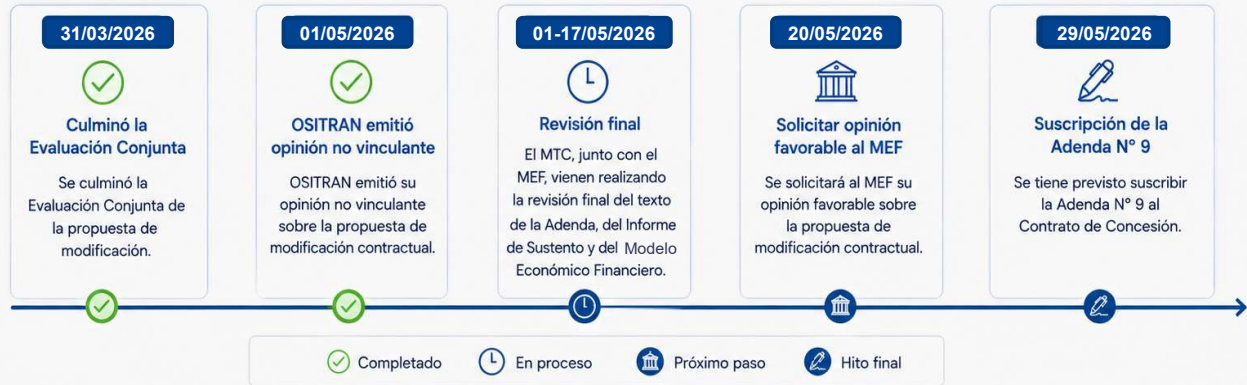 31/03/2026
Culminó la
Evaluación Conjunta
Se culminó la
Evaluación Conjunta de
la propuesta de
modificación.
01/05/2026
OSITRAN emitió
opinión no vinculante
OSITRAN emitió su
opinión no vinculante
sobre la propuesta de
modificación contractual.
01-17/05/2026
Revisión final
El MTC, junto con el
MEF, vienen realizando
la revisión final del texto
de la Adenda, del Informe
de Sustento y del Modelo
Económico Financiero.
20/05/2026
Solicitar opinión
favorable al MEF
Se solicitará al MEF su
opinión favorable sobre
la propuesta de
modificación contractual.
29/05/2026
Suscripción de la
Adenda N° 9
Se tiene previsto suscribir
la Adenda N° 9 al
Contrato de Concesión.
Completado
En proceso
Próximo paso
Hito final